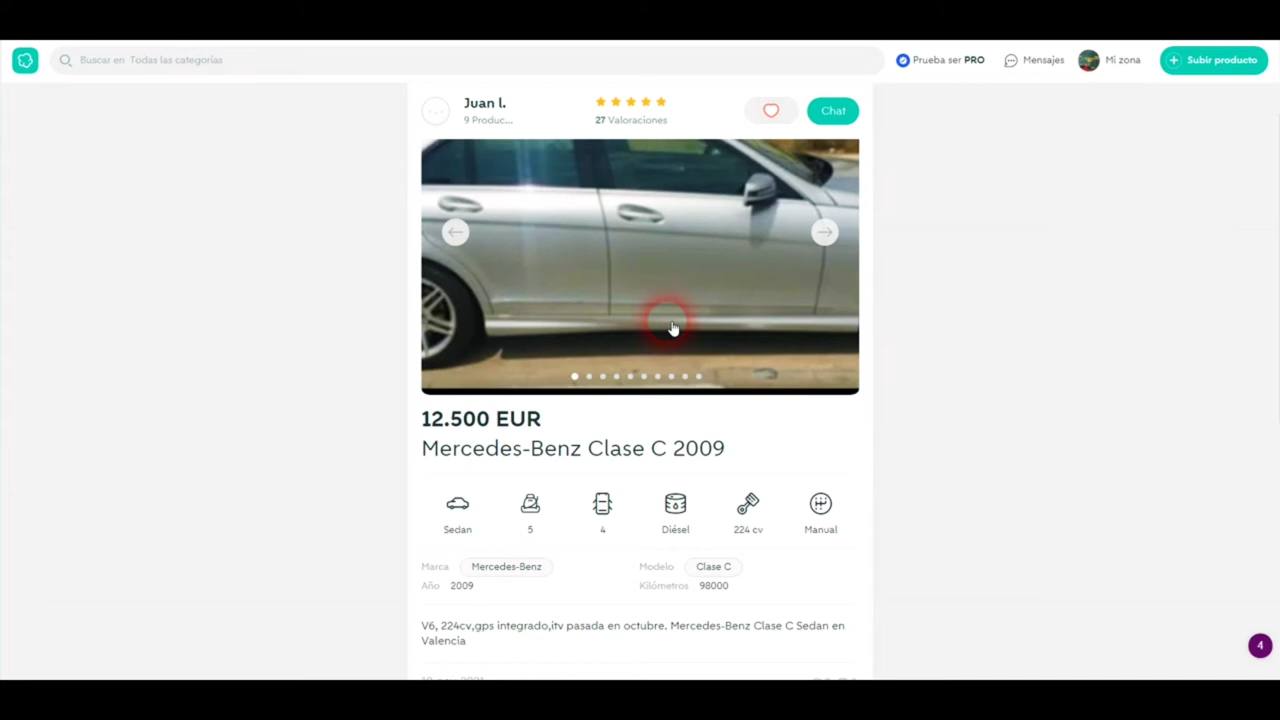 Buscar en Todas las categorías
Prueba ser PRO
Mensajes
Mi zona
+ Subir producto
Juan l.
9 Produc...
27 Valoraciones
Chat
12.500 EUR
Mercedes-Benz Clase C 2009
Sedan
5
4
Diésel
224 cv
Manual
Marca Mercedes-Benz
Modelo Clase C
Año 2009
Kilómetros 98000
V6, 224cv,gps integrado,itv pasada en octubre. Mercedes-Benz Clase C Sedan en
Valencia
4